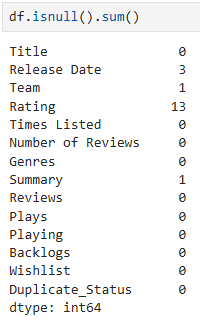 df.isnull().sum()
Title 0
Release Date 3
Team 1
Rating 13
Times Listed 0
Number of Reviews 0
Genres 0
Summary 1
Reviews 0
Plays 0
Playing 0
Backlogs 0
Wishlist 0
Duplicate_Status 0
dtype: int64